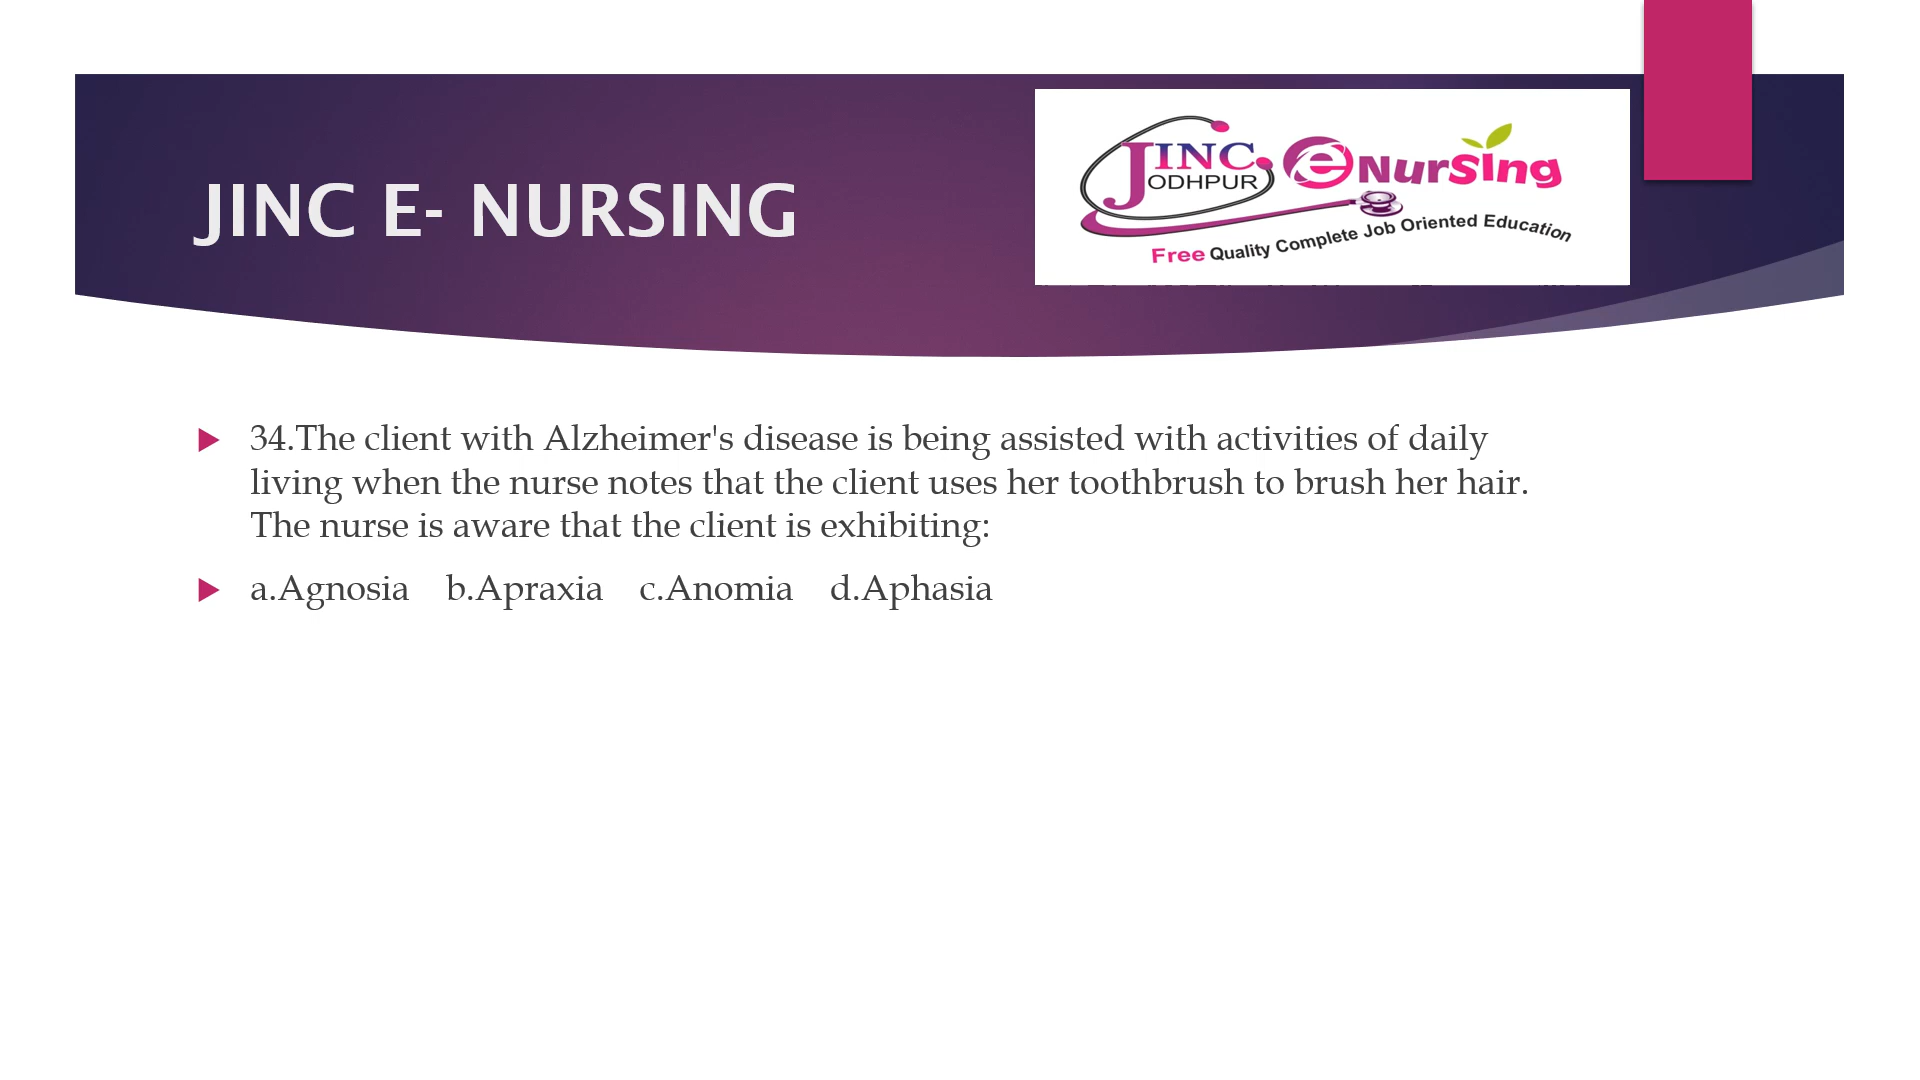 JINC E- NURSING
JINC eNursing
ODHPUR
Free Quality Complete Job Oriented Education
34.The client with Alzheimer's disease is being assisted with activities of daily
living when the nurse notes that the client uses her toothbrush to brush her hair.
The nurse is aware that the client is exhibiting:
a.Agnosia b.Apraxia c.Anomia d.Aphasia